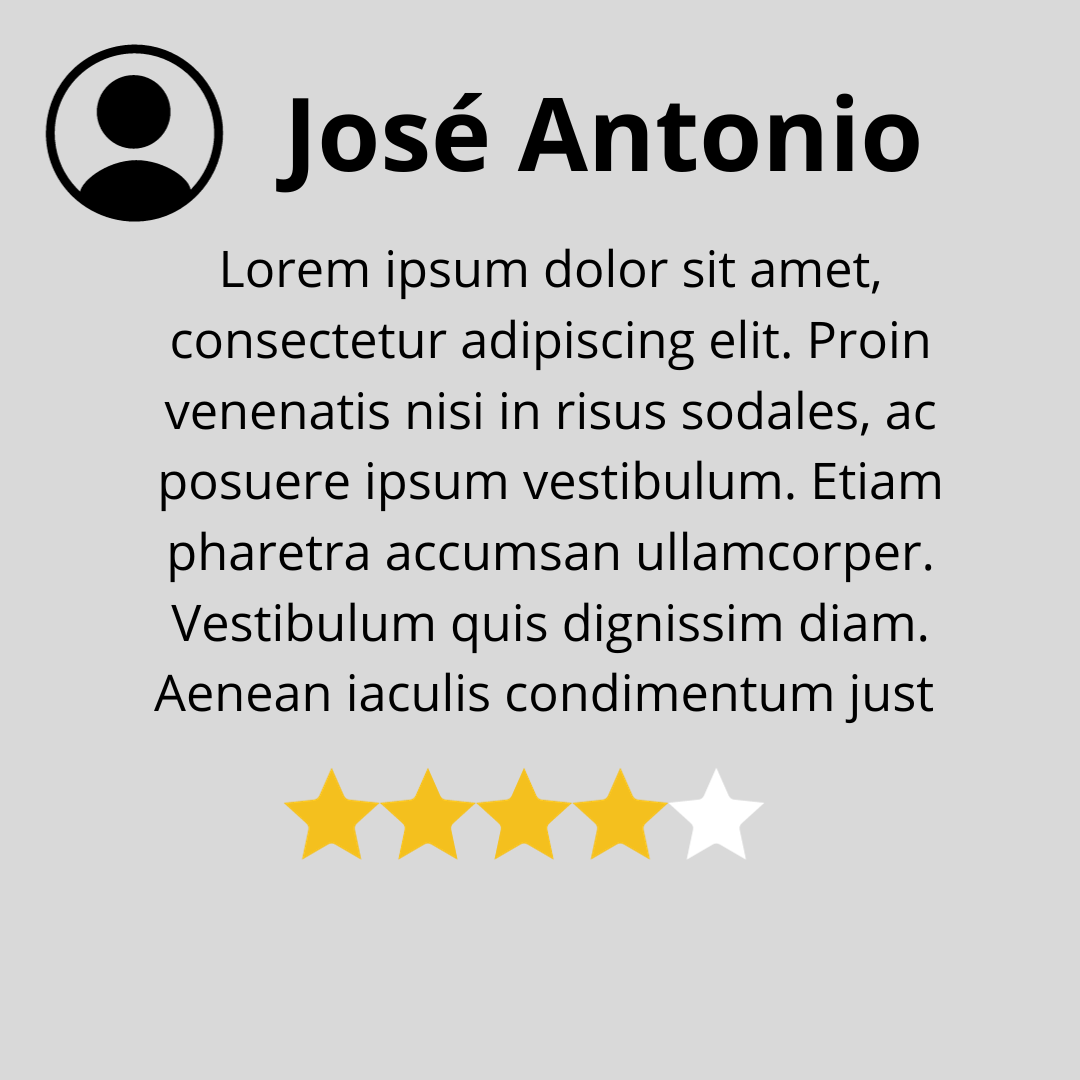 José Antonio
Lorem ipsum dolor sit amet,
consectetur adipiscing elit. Proin
venenatis nisi in risus sodales, ac
posuere ipsum vestibulum. Etiam
pharetra accumsan ullamcorper.
Vestibulum quis dignissim diam.
Aenean iaculis condimentum just